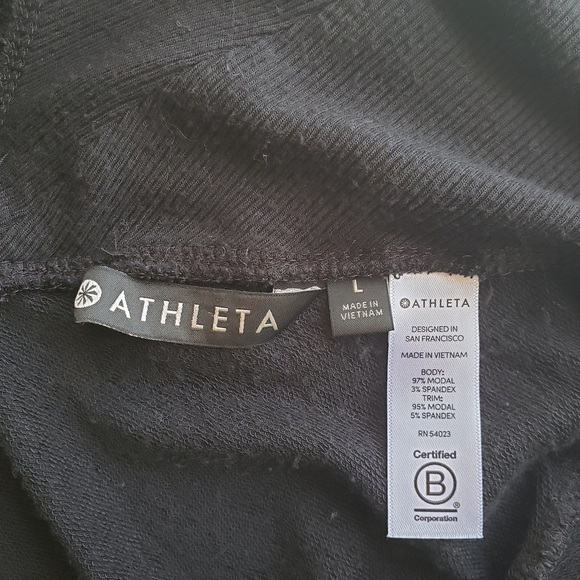 ATHLETA
L
MADE IN
VIETNAM
ATHLETA
DESIGNED IN
SAN FRANCISCO
MADE IN VIETNAM
BODY:
97% MODAL
3% SPANDEX
TRIM:
95% MODAL
5% SPANDEX
RN 54023
Certified
B
Corporation